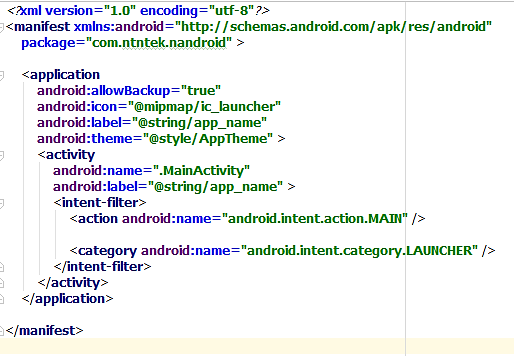 <?xml version="1.0" encoding="utf-8"?>
<manifest xmlns:android="http://schemas.android.com/apk/res/android"
package="com.ntntek.nandroid" >
<application
android:allowBackup="true"
android:icon="@mipmap/ic_launcher"
android:label="@string/app_name"
android:theme="@style/AppTheme" >
<activity
android:name=".MainActivity"
android:label="@string/app_name" >
<intent-filter>
<action android:name="android.intent.action.MAIN" />
<category android:name="android.intent.category.LAUNCHER" />
</intent-filter>
</activity>
</application>
</manifest>